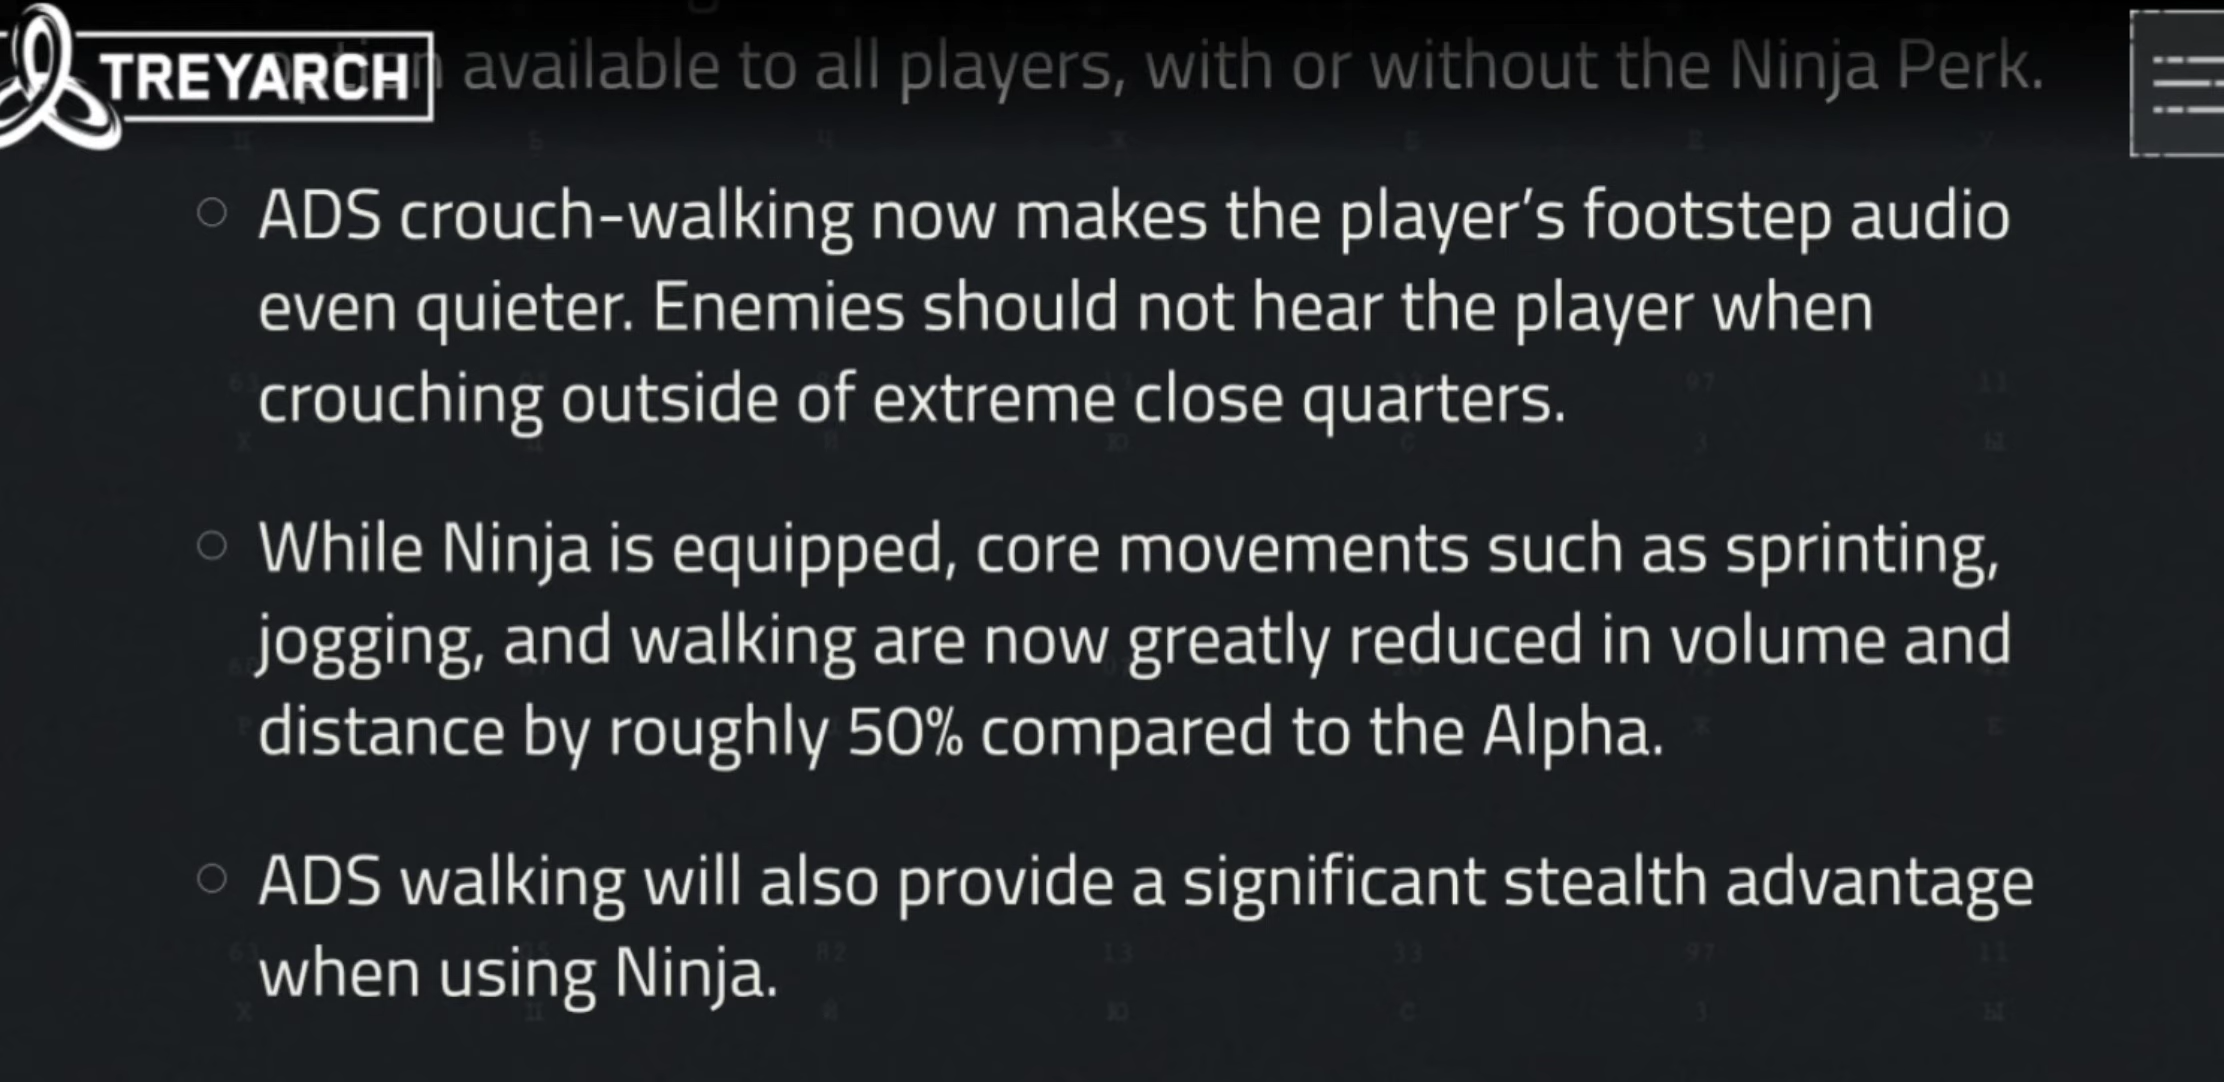 TREYARCH
available to all players, with or without the Ninja Perk.
ADS crouch-walking now makes the player's footstep audio
even quieter. Enemies should not hear the player when
crouching outside of extreme close quarters.
While Ninja is equipped, core movements such as sprinting,
jogging, and walking are now greatly reduced in volume and
distance by roughly 50% compared to the Alpha.
ADS walking will also provide a significant stealth advantage
when using Ninja.